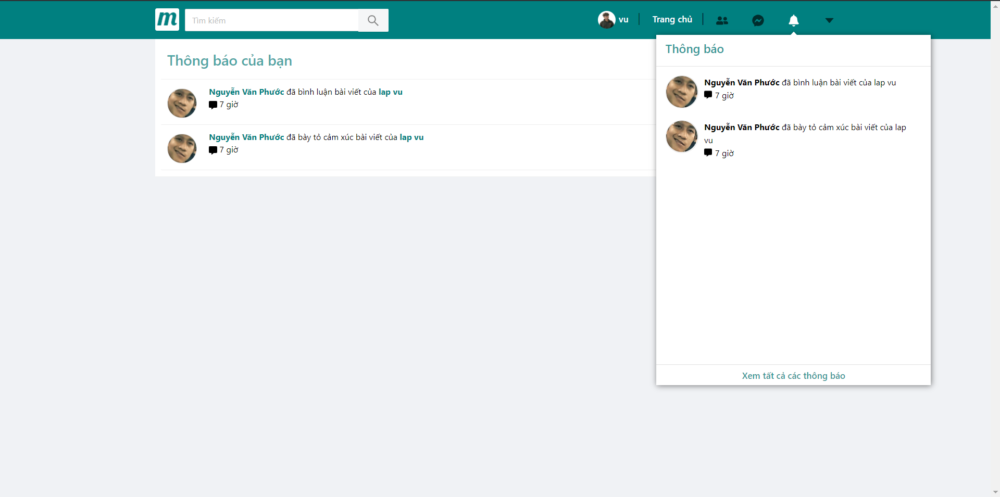 m
Tìm kiếm
vu
Trang chủ
Thông báo của bạn
Nguyễn Văn Phước đã bình luận bài viết của lap vu
7 giờ
Nguyễn Văn Phước đã bày tỏ cảm xúc bài viết của lap vu
7 giờ
Thông báo
Nguyễn Văn Phước đã bình luận bài viết của lap vu
7 giờ
Nguyễn Văn Phước đã bày tỏ cảm xúc bài viết của lap
vu
7 giờ
Xem tất cả các thông báo